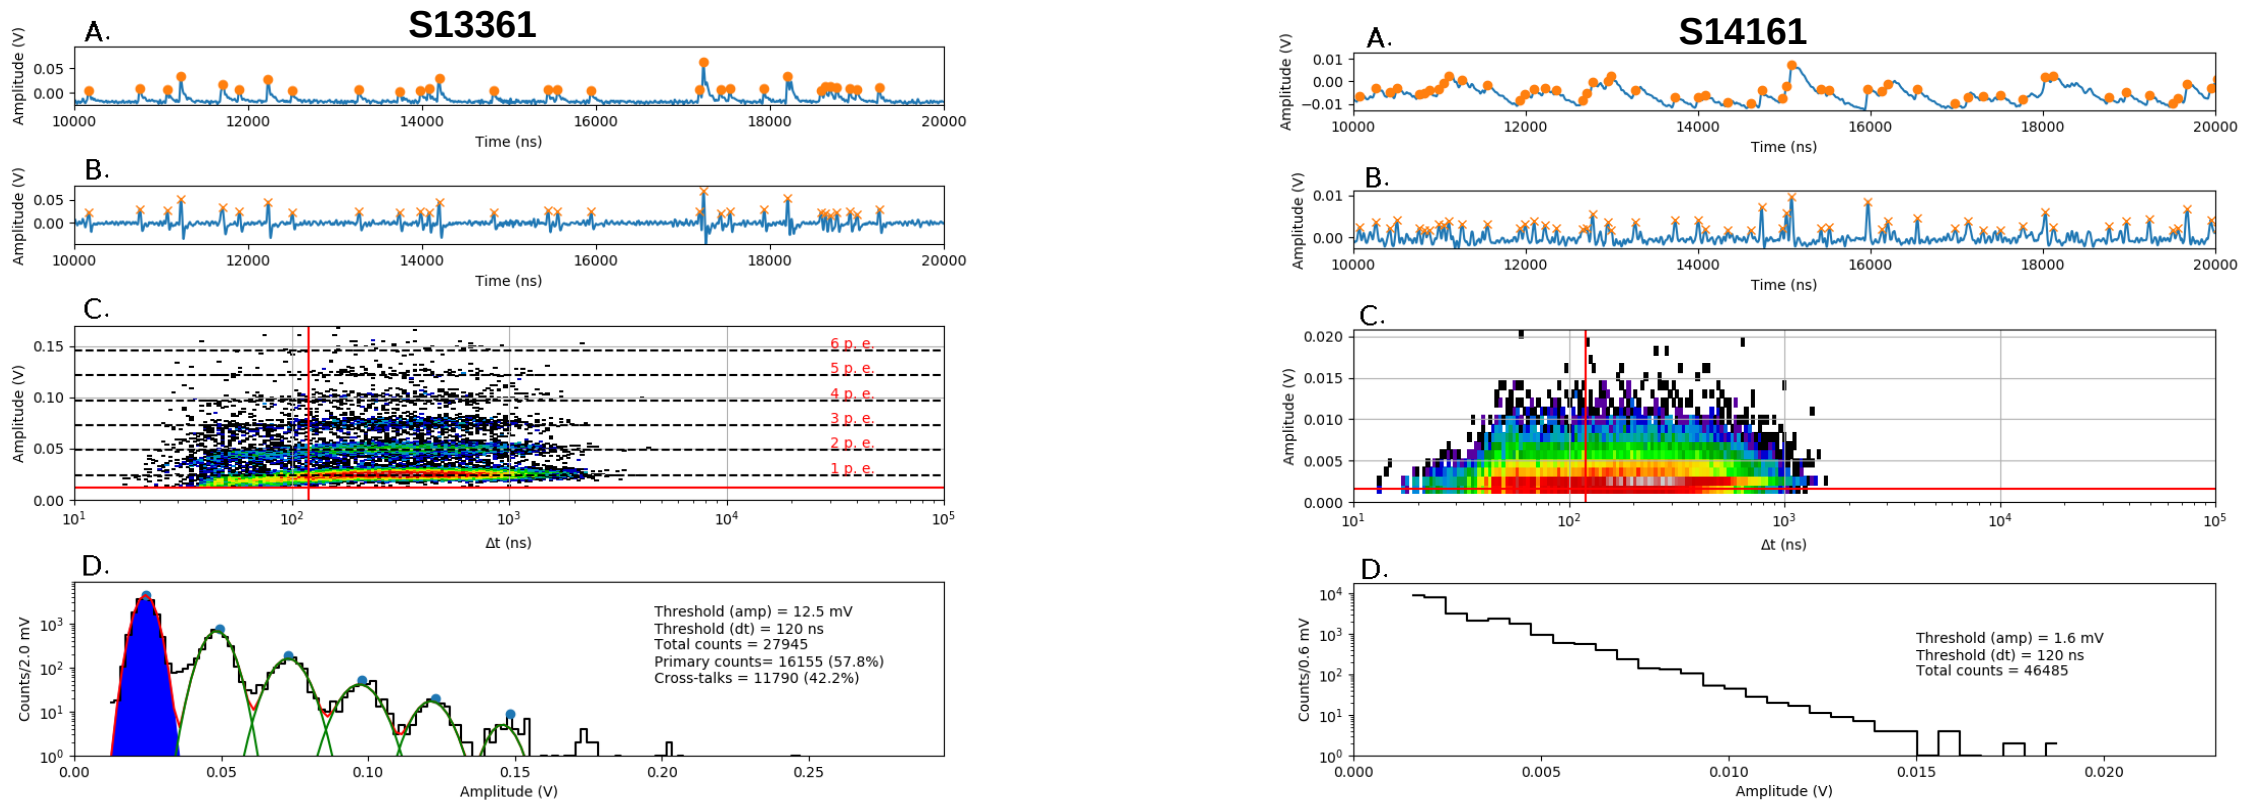 S13361
A.
Amplitude (V)
0.05
0.00
10000 12000 14000 16000 18000 20000
Time (ns)
B.
Amplitude (V)
0.05
0.00
10000 12000 14000 16000 18000 20000
Time (ns)
C.
Amplitude (V)
0.15
0.10
0.05
0.00
6 p. e.
5 p. e.
4 p. e.
3 p. e.
2 p. e.
1 p. e.
10¹ 10² 10³ 10⁴ 10⁵
Δt (ns)
D.
Counts/2.0 mV
10³
10²
10¹
10⁰
Threshold (amp) = 12.5 mV
Threshold (dt) = 120 ns
Total counts = 27945
Primary counts= 16155 (57.8%)
Cross-talks = 11790 (42.2%)
0.00 0.05 0.10 0.15 0.20 0.25
Amplitude (V)
S14161
A.
Amplitude (V)
0.01
0.00
−0.01
10000 12000 14000 16000 18000 20000
Time (ns)
B.
Amplitude (V)
0.01
0.00
10000 12000 14000 16000 18000 20000
Time (ns)
C.
Amplitude (V)
0.020
0.015
0.010
0.005
0.000
10¹ 10² 10³ 10⁴ 10⁵
Δt (ns)
D.
Counts/0.6 mV
10⁴
10³
10²
10¹
10⁰
Threshold (amp) = 1.6 mV
Threshold (dt) = 120 ns
Total counts = 46485
0.000 0.005 0.010 0.015 0.020
Amplitude (V)